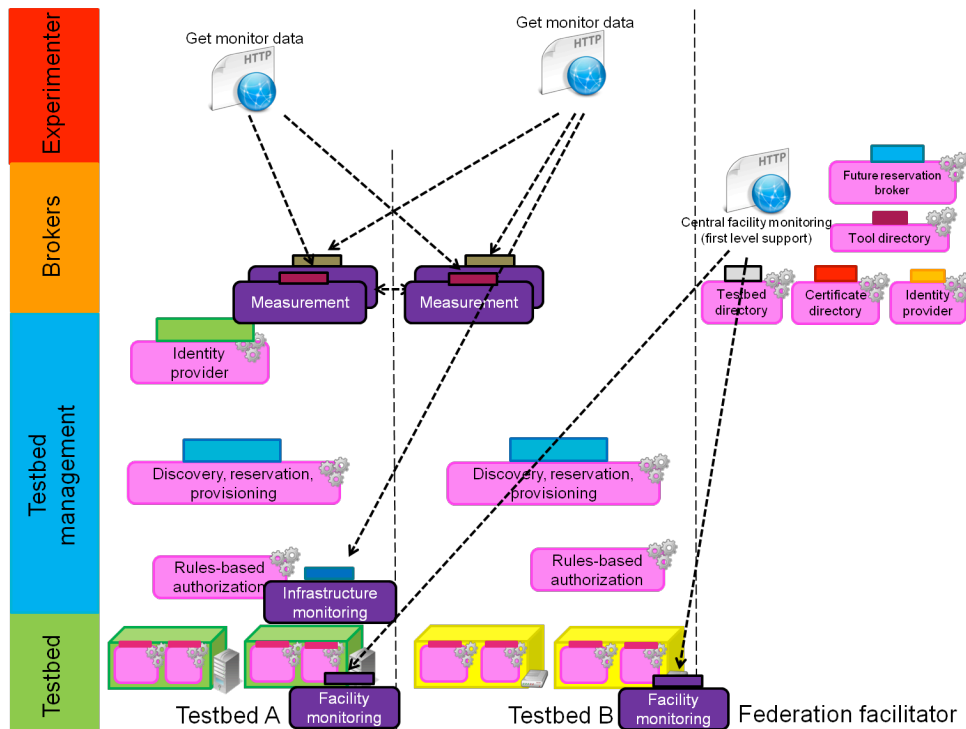 Experimenter
Brokers
Testbed
management
Testbed
Get monitor data
HTTP
Get monitor data
HTTP
HTTP
Central facility monitoring
(first level support)
Future reservation
broker
Tool directory
Testbed
directory
Certificate
directory
Identity
provider
Measurement
Measurement
Identity
provider
Discovery, reservation,
provisioning
Discovery, reservation,
provisioning
Rules-based
authorization
Infrastructure
monitoring
Rules-based
authorization
Facility
monitoring
Facility
monitoring
Testbed A
Testbed B
Federation facilitator